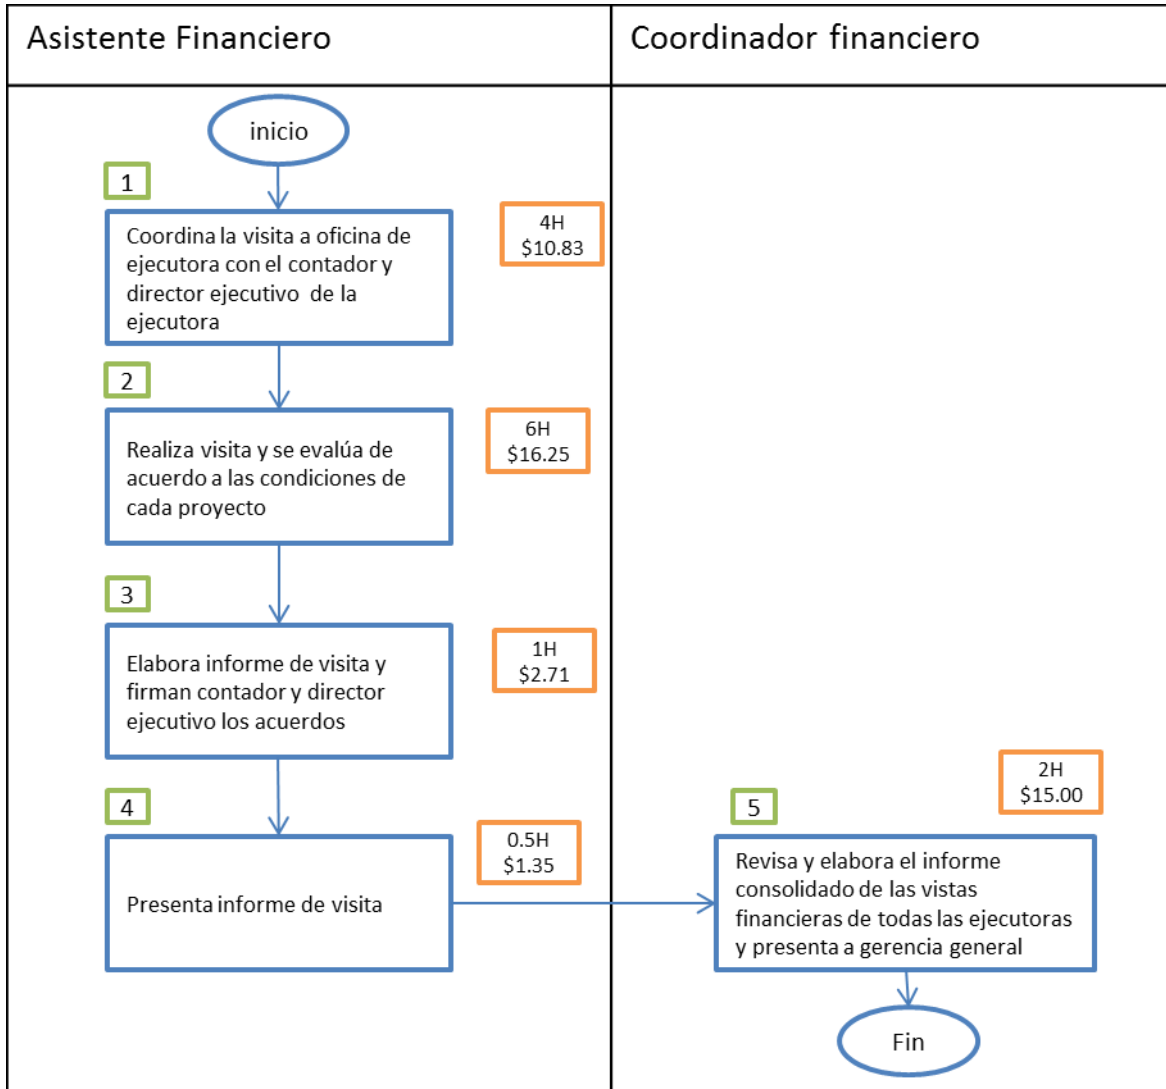 Asistente Financiero
Coordinador financiero
inicio
1
Coordina la visita a oficina de
ejecutora con el contador y
director ejecutivo de la
ejecutora
4H
$10.83
2
Realiza visita y se evalúa de
acuerdo a las condiciones de
cada proyecto
6H
$16.25
3
Elabora informe de visita y
firman contador y director
ejecutivo los acuerdos
1H
$2.71
4
Presenta informe de visita
0.5H
$1.35
5
2H
$15.00
Revisa y elabora el informe
consolidado de las vistas
financieras de todas las ejecutoras
y presenta a gerencia general
Fin